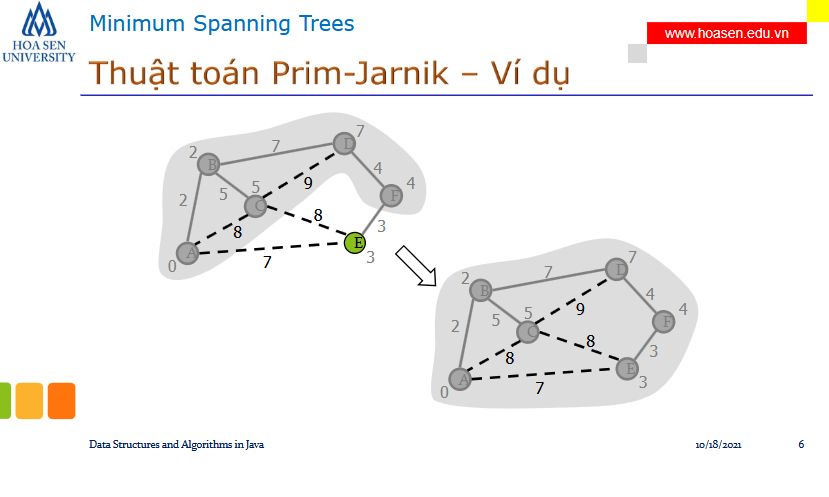 HOA SEN
UNIVERSITY
Minimum Spanning Trees
www.hoasen.edu.vn
Thuật toán Prim-Jarnik – Ví dụ
7
2
B
7
D
4
5
5
9
4
2
C
F
8
8
3
A
E
0
7
3
7
2
B
7
D
4
5
5
9
4
2
C
F
8
8
3
A
E
0
7
3
Data Structures and Algorithms in Java
10/18/2021
6